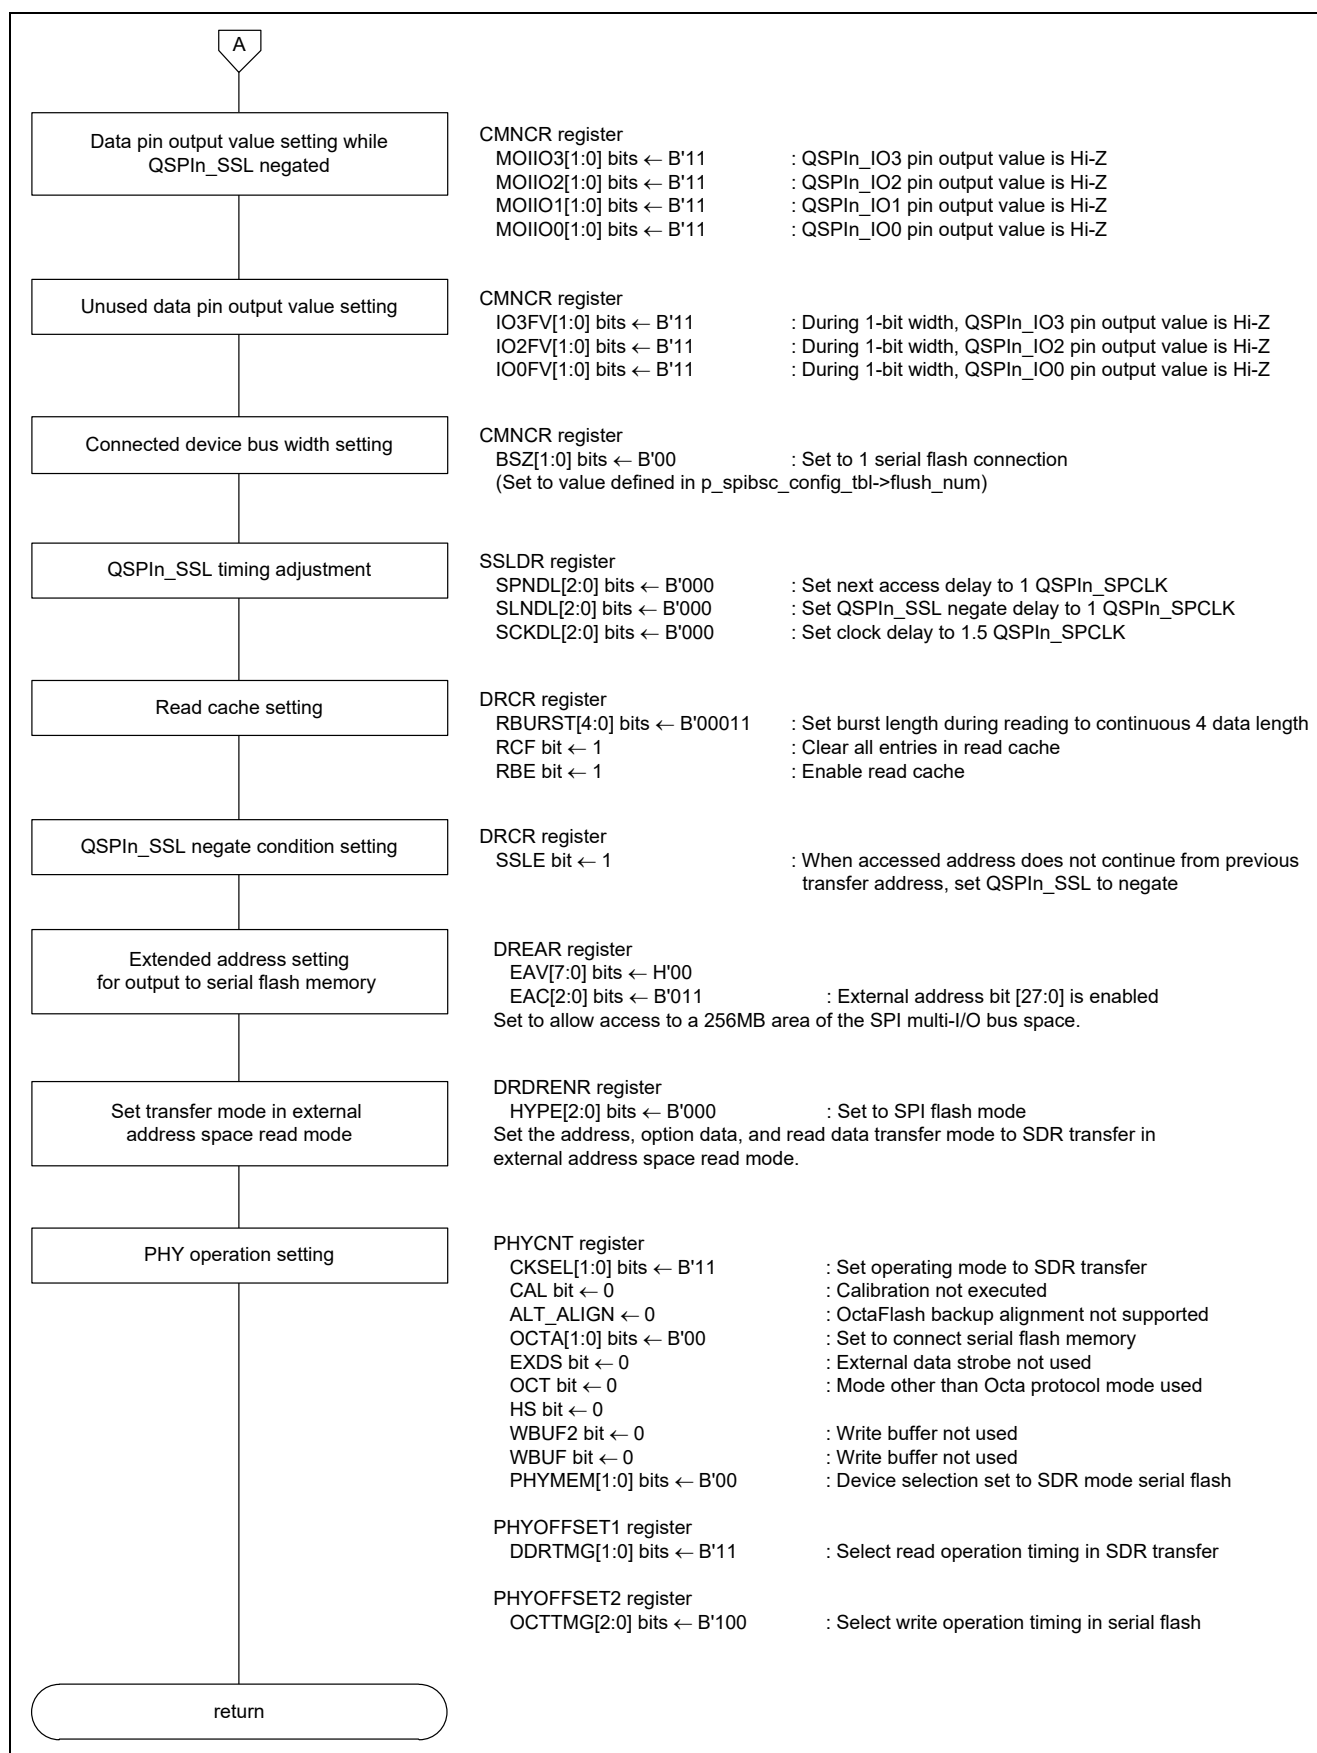 A
Data pin output value setting while
QSPIn_SSL negated
CMNCR register
MOIIO3[1:0] bits ← B'11 : QSPIn_IO3 pin output value is Hi-Z
MOIIO2[1:0] bits ← B'11 : QSPIn_IO2 pin output value is Hi-Z
MOIIO1[1:0] bits ← B'11 : QSPIn_IO1 pin output value is Hi-Z
MOIIO0[1:0] bits ← B'11 : QSPIn_IO0 pin output value is Hi-Z
Unused data pin output value setting
CMNCR register
IO3FV[1:0] bits ← B'11 : During 1-bit width, QSPIn_IO3 pin output value is Hi-Z
IO2FV[1:0] bits ← B'11 : During 1-bit width, QSPIn_IO2 pin output value is Hi-Z
IO0FV[1:0] bits ← B'11 : During 1-bit width, QSPIn_IO0 pin output value is Hi-Z
Connected device bus width setting
CMNCR register
BSZ[1:0] bits ← B'00 : Set to 1 serial flash connection
(Set to value defined in p_spibsc_config_tbl->flush_num)
QSPIn_SSL timing adjustment
SSLDR register
SPNDL[2:0] bits ← B'000 : Set next access delay to 1 QSPIn_SPCLK
SLNDL[2:0] bits ← B'000 : Set QSPIn_SSL negate delay to 1 QSPIn_SPCLK
SCKDL[2:0] bits ← B'000 : Set clock delay to 1.5 QSPIn_SPCLK
Read cache setting
DRCR register
RBURST[4:0] bits ← B'00011 : Set burst length during reading to continuous 4 data length
RCF bit ← 1 : Clear all entries in read cache
RBE bit ← 1 : Enable read cache
QSPIn_SSL negate condition setting
DRCR register
SSLE bit ← 1 : When accessed address does not continue from previous
transfer address, set QSPIn_SSL to negate
Extended address setting
for output to serial flash memory
DREAR register
EAV[7:0] bits ← H'00
EAC[2:0] bits ← B'011 : External address bit [27:0] is enabled
Set to allow access to a 256MB area of the SPI multi-I/O bus space.
Set transfer mode in external
address space read mode
DRDRENR register
HYPE[2:0] bits ← B'000 : Set to SPI flash mode
Set the address, option data, and read data transfer mode to SDR transfer in
external address space read mode.
PHY operation setting
PHYCNT register
CKSEL[1:0] bits ← B'11 : Set operating mode to SDR transfer
CAL bit ← 0 : Calibration not executed
ALT_ALIGN ← 0 : OctaFlash backup alignment not supported
OCTA[1:0] bits ← B'00 : Set to connect serial flash memory
EXDS bit ← 0 : External data strobe not used
OCT bit ← 0 : Mode other than Octa protocol mode used
HS bit ← 0
WBUF2 bit ← 0 : Write buffer not used
WBUF bit ← 0 : Write buffer not used
PHYMEM[1:0] bits ← B'00 : Device selection set to SDR mode serial flash
PHYOFFSET1 register
DDRTMG[1:0] bits ← B'11 : Select read operation timing in SDR transfer
PHYOFFSET2 register
OCTTMG[2:0] bits ← B'100 : Select write operation timing in serial flash
return